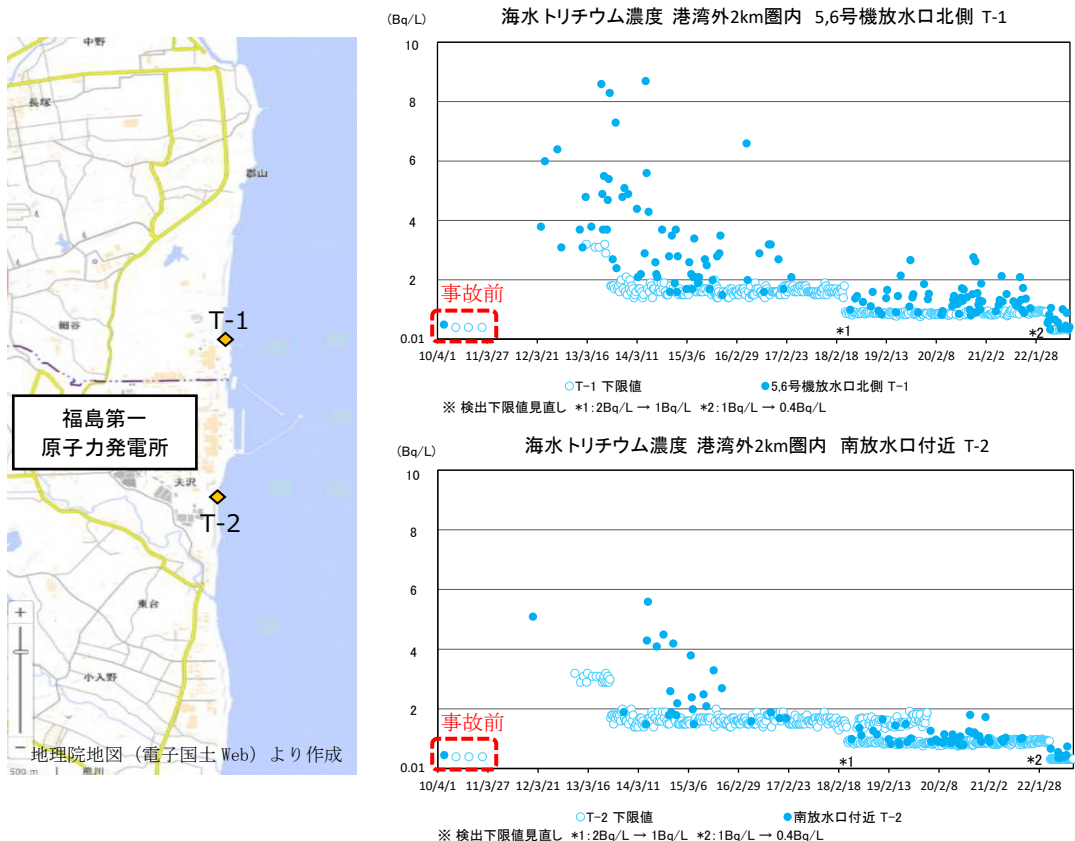 中野
長塚
郡山
細谷
T-1
福島第一
原子力発電所
夫沢
T-2
東台
小入野
熊川
+
−
500 m
地理院地図（電子国土 Web）より作成
(Bq/L)
海水トリチウム濃度 港湾外2km圏内 5,6号機放水口北側 T-1
10
8
6
4
2
0.01
事故前
*1
*2
10/4/1 11/3/27 12/3/21 13/3/16 14/3/11 15/3/6 16/2/29 17/2/23 18/2/18 19/2/13 20/2/8 21/2/2 22/1/28
○T-1 下限値 ●5,6号機放水口北側 T-1
※ 検出下限値見直し *1:2Bq/L → 1Bq/L *2:1Bq/L → 0.4Bq/L
(Bq/L)
海水トリチウム濃度 港湾外2km圏内 南放水口付近 T-2
10
8
6
4
2
0.01
事故前
*1
*2
10/4/1 11/3/27 12/3/21 13/3/16 14/3/11 15/3/6 16/2/29 17/2/23 18/2/18 19/2/13 20/2/8 21/2/2 22/1/28
○T-2 下限値 ●南放水口付近 T-2
※ 検出下限値見直し *1:2Bq/L → 1Bq/L *2:1Bq/L → 0.4Bq/L